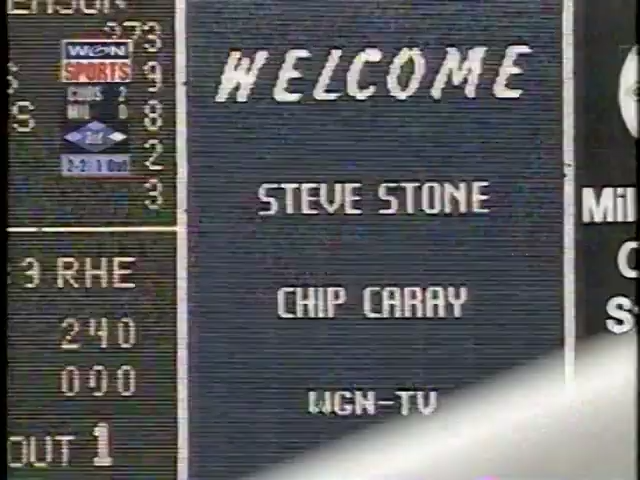 273
WGN
SPORTS
CUBS 2
MIL 0
3rd
2-2 1 Out
9
S 8
2
3
WELCOME
STEVE STONE
CHIP CARAY
WGN-TV
RHE
240
000
OUT 1
Mil